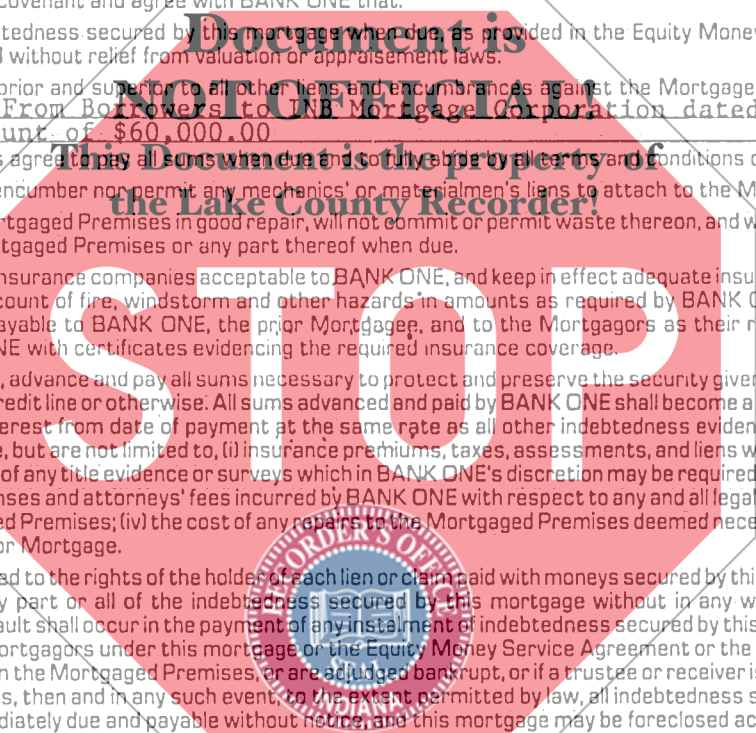 covenant and agree with BANK ONE that:
Document is
tedness secured by this mortgage when due, as provided in the Equity Mone
without relief from valuation or appraisement laws.
NOT OFFICIAL!
prior and superior to all other liens and encumbrances against the Mortgage
From Borrowers to INB Mortgage Corporation dated
unt of $60,000.00
This Document is the property of
s agree to pay all sums when due and to fully abide by all terms and conditions o
encumber nor permit any mechanics' or materialmen's liens to attach to the M
the Lake County Recorder!
rtgaged Premises in good repair, will not commit or permit waste thereon, and w
tgaged Premises or any part thereof when due.
STOP
nsurance companies acceptable to BANK ONE, and keep in effect adequate insu
count of fire, windstorm and other hazards in amounts as required by BANK O
ayable to BANK ONE, the prior Mortgagee, and to the Mortgagors as their r
NE with certificates evidencing the required insurance coverage.
, advance and pay all sums necessary to protect and preserve the security give
redit line or otherwise. All sums advanced and paid by BANK ONE shall become a
erest from date of payment at the same rate as all other indebtedness eviden
e, but are not limited to, (i) insurance premiums, taxes, assessments, and liens w
of any title evidence or surveys which in BANK ONE's discretion may be required
nses and attorneys' fees incurred by BANK ONE with respect to any and all legal
ed Premises; (iv) the cost of any repairs to the Mortgaged Premises deemed nece
or Mortgage.
RECORDER'S OFFICE
SEAL
INDIANA
ed to the rights of the holder of each lien or claim paid with moneys secured by thi
y part or all of the indebtedness secured by this mortgage without in any w
ault shall occur in the payment of any instalment of indebtedness secured by this
ortgagors under this mortgage or the Equity Money Service Agreement or the
n the Mortgaged Premises, or are adjudged bankrupt, or if a trustee or receiver i
s, then and in any such event, to the extent permitted by law, all indebtedness s
diately due and payable without notice, and this mortgage may be foreclosed ac